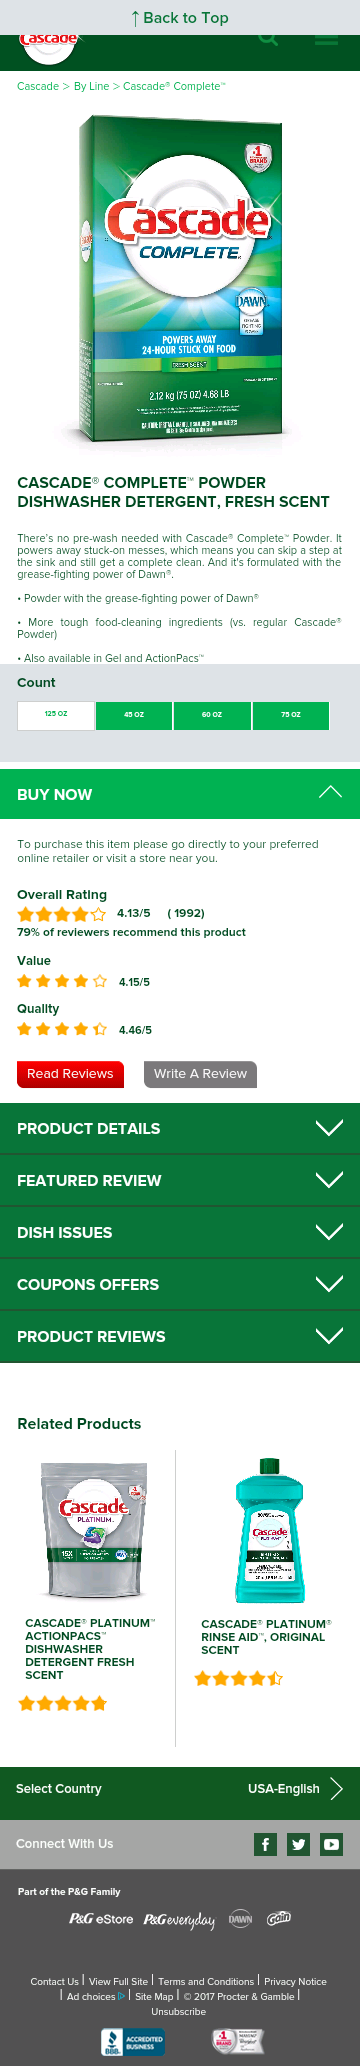 ↑ Back to Top
Cascade
Cascade > By Line > Cascade® Complete™
#1
BRAND
Cascade
COMPLETE
DAWN
POWERS AWAY
24-HOUR STUCK ON FOOD
FRESH SCENT
2.12 kg (75 OZ) 4.68 LB
CASCADE® COMPLETE™ POWDER
DISHWASHER DETERGENT, FRESH SCENT
There's no pre-wash needed with Cascade® Complete™ Powder. It
powers away stuck-on messes, which means you can skip a step at
the sink and still get a complete clean. And it's formulated with the
grease-fighting power of Dawn®.
• Powder with the grease-fighting power of Dawn®
• More tough food-cleaning ingredients (vs. regular Cascade®
Powder)
• Also available in Gel and ActionPacs™
Count
125 OZ 45 OZ 60 OZ 75 OZ
BUY NOW
To purchase this item please go directly to your preferred
online retailer or visit a store near you.
Overall Rating
4.13/5 ( 1992)
79% of reviewers recommend this product
Value
4.15/5
Quality
4.46/5
Read Reviews Write A Review
PRODUCT DETAILS
FEATURED REVIEW
DISH ISSUES
COUPONS OFFERS
PRODUCT REVIEWS
Related Products
Cascade
PLATINUM
Cascade
CASCADE® PLATINUM™
ACTIONPACS™
DISHWASHER
DETERGENT FRESH
SCENT
CASCADE® PLATINUM®
RINSE AID™, ORIGINAL
SCENT
Select Country USA-English
Connect With Us
Part of the P&G Family
P&G eStore P&G everyday DAWN Gain
Contact Us | View Full Site | Terms and Conditions | Privacy Notice
| Ad choices | Site Map | © 2017 Procter & Gamble |
Unsubscribe
BBB ACCREDITED
BUSINESS